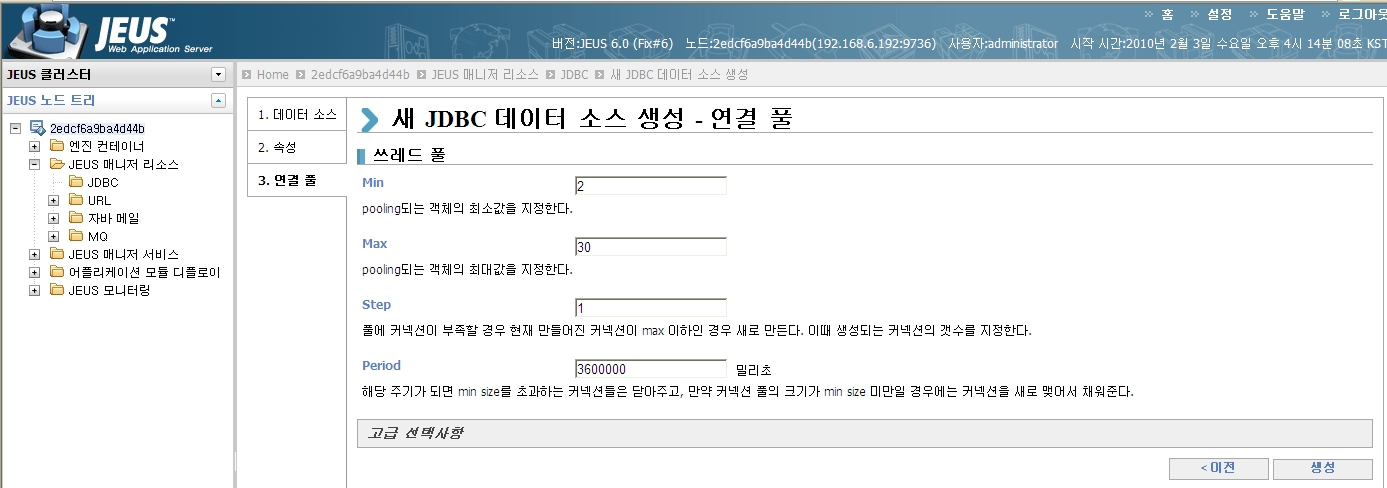 JEUS™
Web Application Server
홈 설정 도움말 로그아웃
버전:JEUS 6.0 (Fix#6) 노드:2edcf6a9ba4d44b(192.168.6.192:9736) 사용자:administrator 시작 시간:2010년 2월 3일 수요일 오후 4시 14분 08초 KST
JEUS 클러스터
JEUS 노드 트리
2edcf6a9ba4d44b
엔진 컨테이너
JEUS 매니저 리소스
JDBC
URL
자바 메일
MQ
JEUS 매니저 서비스
어플리케이션 모듈 디플로이
JEUS 모니터링
Home 2edcf6a9ba4d44b JEUS 매니저 리소스 JDBC 새 JDBC 데이터 소스 생성
1. 데이터 소스
2. 속성
3. 연결 풀
새 JDBC 데이터 소스 생성 - 연결 풀
쓰레드 풀
Min 2
pooling되는 객체의 최소값을 지정한다.
Max 30
pooling되는 객체의 최대값을 지정한다.
Step 1
풀에 커넥션이 부족할 경우 현재 만들어진 커넥션이 max 이하인 경우 새로 만든다. 이때 생성되는 커넥션의 갯수를 지정한다.
Period 3600000 밀리초
해당 주기가 되면 min size를 초과하는 커넥션들은 닫아주고, 만약 커넥션 풀의 크기가 min size 미만일 경우에는 커넥션을 새로 맺어서 채워준다.
고급 선택사항
< 이전 생성